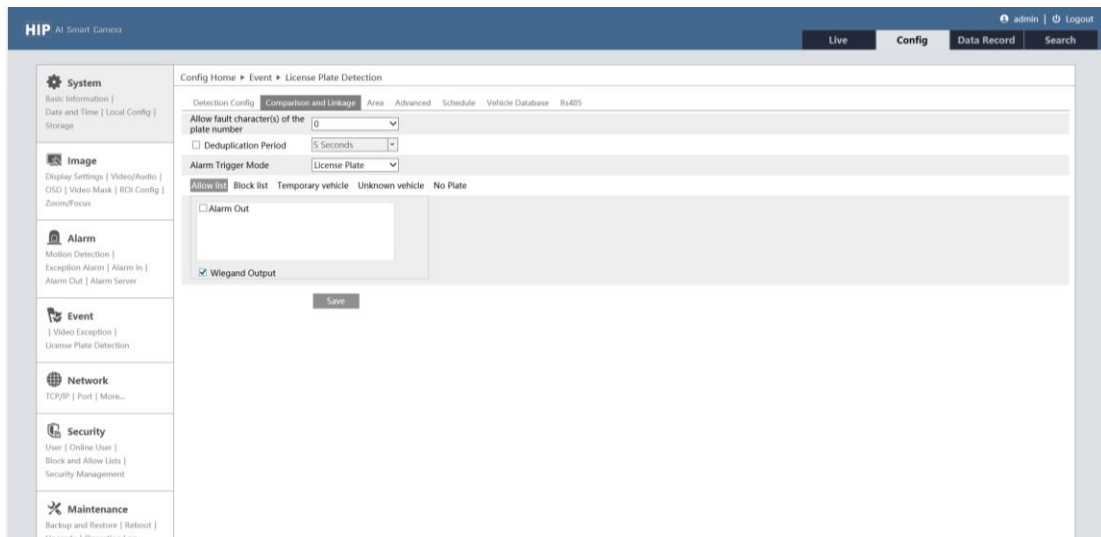 HIP AI Smart Camera
admin | Logout
Live Config Data Record Search
System
Basic Information |
Date and Time | Local Config |
Storage
Image
Display Settings | Video/Audio |
OSD | Video Mask | ROI Config |
Zoom/Focus
Alarm
Motion Detection |
Exception Alarm | Alarm In |
Alarm Out | Alarm Server
Event
| Video Exception |
License Plate Detection
Network
TCP/IP | Port | More...
Security
User | Online User |
Block and Allow Lists |
Security Management
Maintenance
Backup and Restore | Reboot |
Config Home ▸ Event ▸ License Plate Detection
Detection Config Comparison and Linkage Area Advanced Schedule Vehicle Database Rs485
Allow fault character(s) of the
plate number 0
Deduplication Period 5 Seconds
Alarm Trigger Mode License Plate
Allow list Block list Temporary vehicle Unknown vehicle No Plate
Alarm Out
Wiegand Output
Save